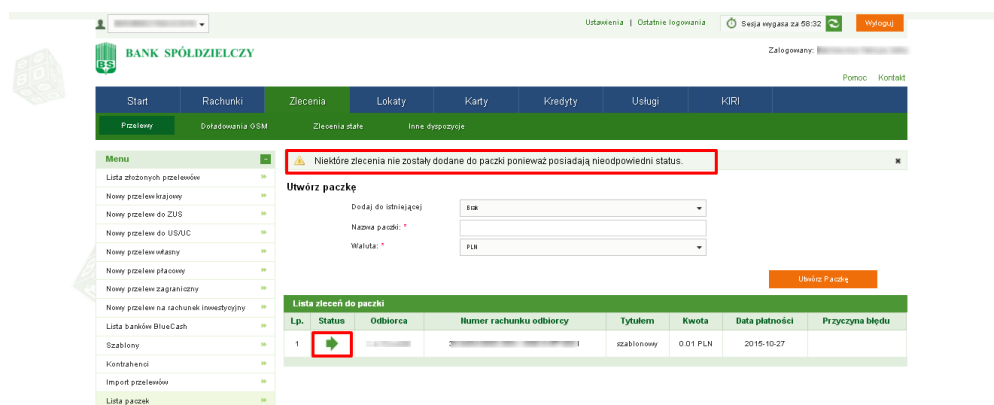 Ustawienia | Ostatnie logowania
Sesja wygasa za 58:32
Wyloguj
BANK SPÓŁDZIELCZY
BS
Zalogowany:
Pomoc Kontakt
Start Rachunki Zlecenia Lokaty Karty Kredyty Usługi KIRI
Przelewy Doładowania GSM Zlecenia stałe Inne dyspozycje
Menu
Lista złożonych przelewów
Nowy przelew krajowy
Nowy przelew do ZUS
Nowy przelew do US/UC
Nowy przelew własny
Nowy przelew płacowy
Nowy przelew zagraniczny
Nowy przelew na rachunek inwestycyjny
Lista banków BlueCash
Szablony
Kontrahenci
Import przelewów
Lista paczek
Niektóre zlecenia nie zostały dodane do paczki ponieważ posiadają nieodpowiedni status.
Utwórz paczkę
Dodaj do istniejącej Brak
Nazwa paczki: *
Waluta: * PLN
Utwórz Paczkę
Lista zleceń do paczki
Lp. Status Odbiorca Numer rachunku odbiorcy Tytułem Kwota Data płatności Przyczyna błędu
1 szablonowy 0.01 PLN 2015-10-27